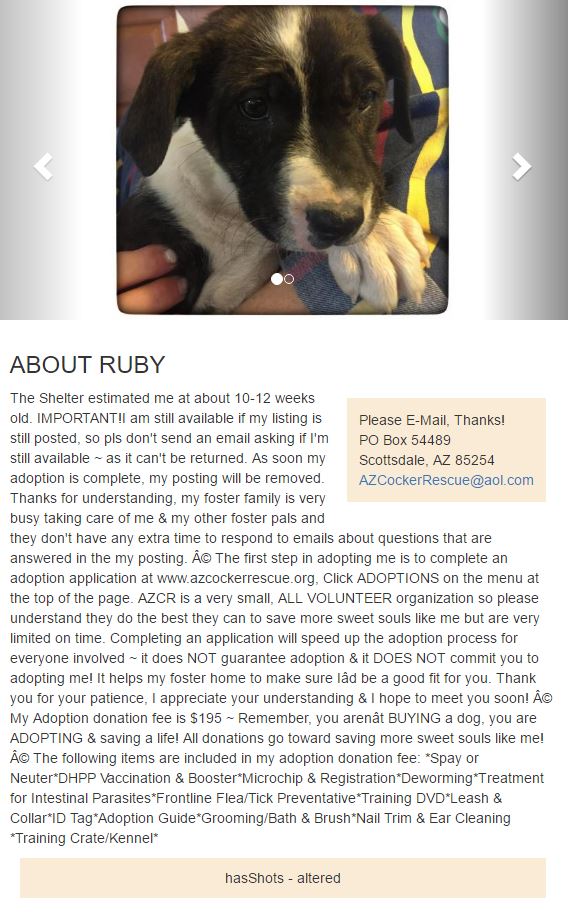 ABOUT RUBY
The Shelter estimated me at about 10-12 weeks
old. IMPORTANT!I am still available if my listing is
still posted, so pls don't send an email asking if I'm
still available ~ as it can't be returned. As soon my
adoption is complete, my posting will be removed.
Thanks for understanding, my foster family is very
busy taking care of me & my other foster pals and
they don't have any extra time to respond to emails about questions that are
answered in the my posting. Â© The first step in adopting me is to complete an
adoption application at www.azcockerrescue.org, Click ADOPTIONS on the menu at
the top of the page. AZCR is a very small, ALL VOLUNTEER organization so please
understand they do the best they can to save more sweet souls like me but are very
limited on time. Completing an application will speed up the adoption process for
everyone involved ~ it does NOT guarantee adoption & it DOES NOT commit you to
adopting me! It helps my foster home to make sure Iâd be a good fit for you. Thank
you for your patience, I appreciate your understanding & I hope to meet you soon! Â©
My Adoption donation fee is $195 ~ Remember, you arenât BUYING a dog, you are
ADOPTING & saving a life! All donations go toward saving more sweet souls like me!
Â© The following items are included in my adoption donation fee: *Spay or
Neuter*DHPP Vaccination & Booster*Microchip & Registration*Deworming*Treatment
for Intestinal Parasites*Frontline Flea/Tick Preventative*Training DVD*Leash &
Collar*ID Tag*Adoption Guide*Grooming/Bath & Brush*Nail Trim & Ear Cleaning
*Training Crate/Kennel*
Please E-Mail, Thanks!
PO Box 54489
Scottsdale, AZ 85254
AZCockerRescue@aol.com
hasShots - altered